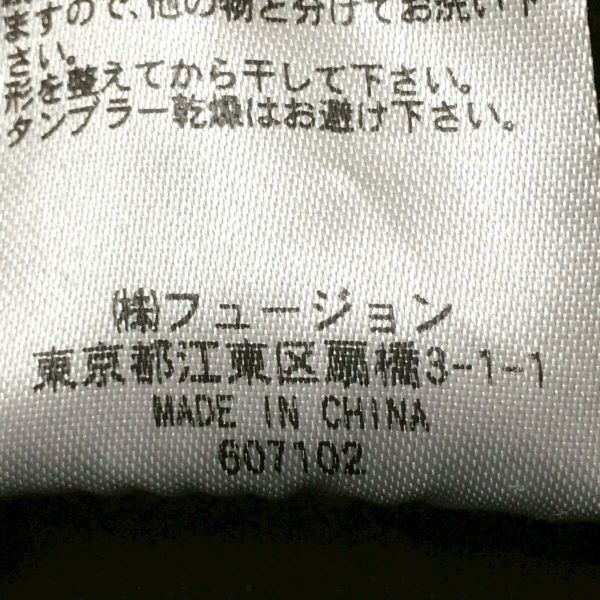 ますので、他の物と分けてお洗い下
さい。
形を整えてから干して下さい。
タンブラー乾燥はお避け下さい。
㈱フュージョン
東京都江東区扇橋3-1-1
MADE IN CHINA
607102